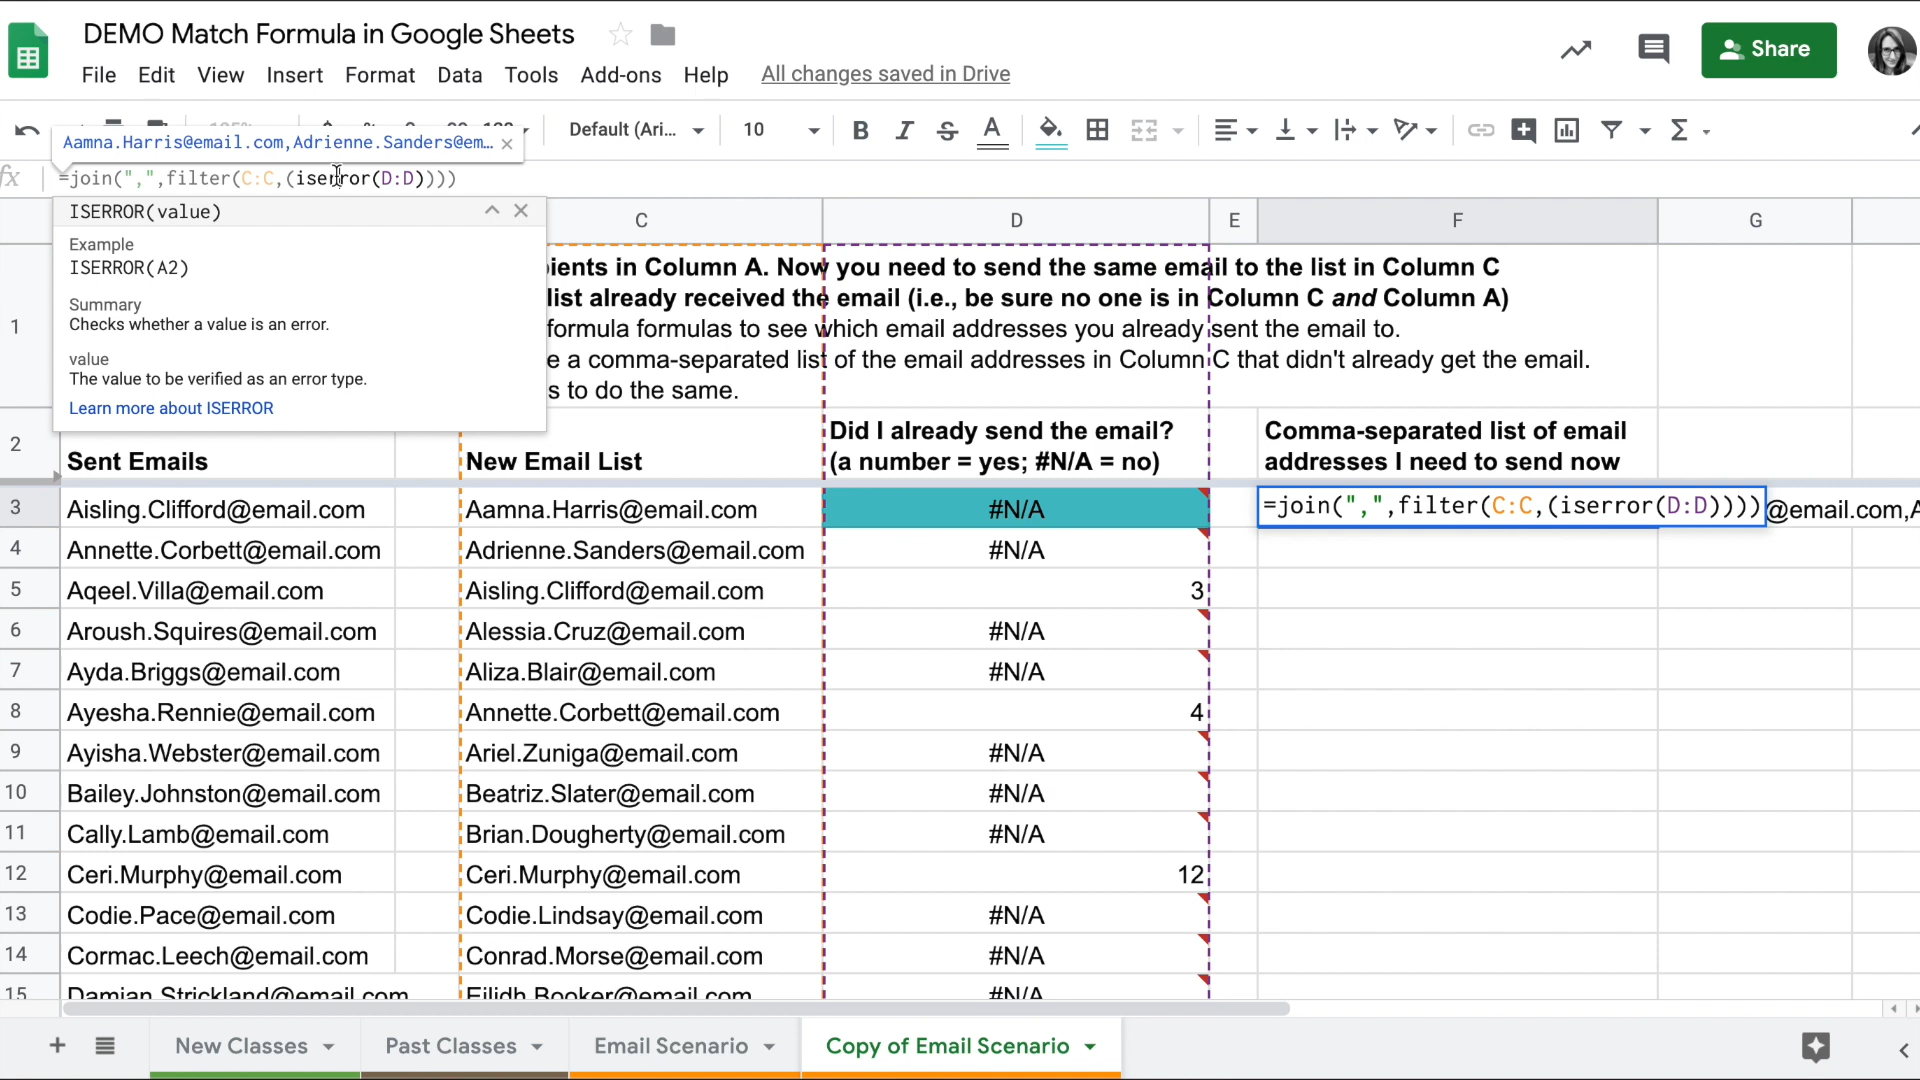 DEMO Match Formula in Google Sheets
File Edit View Insert Format Data Tools Add-ons Help All changes saved in Drive
Share
Default (Ari... 10 B I S A Σ
Aamna.Harris@email.com,Adrienne.Sanders@em... ×
fx =join(",",filter(C:C,(iserror(D:D))))
ISERROR(value)
Example
ISERROR(A2)
Summary
Checks whether a value is an error.
value
The value to be verified as an error type.
Learn more about ISERROR
C D E F G
1
ients in Column A. Now you need to send the same email to the list in Column C
list already received the email (i.e., be sure no one is in Column C and Column A)
formula formulas to see which email addresses you already sent the email to.
e a comma-separated list of the email addresses in Column C that didn't already get the email.
s to do the same.
2 Sent Emails New Email List
Did I already send the email?
(a number = yes; #N/A = no)
Comma-separated list of email
addresses I need to send now
3 Aisling.Clifford@email.com Aamna.Harris@email.com #N/A =join(",",filter(C:C,(iserror(D:D)))) @email.com,A
4 Annette.Corbett@email.com Adrienne.Sanders@email.com #N/A
5 Aqeel.Villa@email.com Aisling.Clifford@email.com 3
6 Aroush.Squires@email.com Alessia.Cruz@email.com #N/A
7 Ayda.Briggs@email.com Aliza.Blair@email.com #N/A
8 Ayesha.Rennie@email.com Annette.Corbett@email.com 4
9 Ayisha.Webster@email.com Ariel.Zuniga@email.com #N/A
10 Bailey.Johnston@email.com Beatriz.Slater@email.com #N/A
11 Cally.Lamb@email.com Brian.Dougherty@email.com #N/A
12 Ceri.Murphy@email.com Ceri.Murphy@email.com 12
13 Codie.Pace@email.com Codie.Lindsay@email.com #N/A
14 Cormac.Leech@email.com Conrad.Morse@email.com #N/A
15 Damian.Strickland@email.com Eilidh.Booker@email.com #N/A
+ New Classes Past Classes Email Scenario Copy of Email Scenario